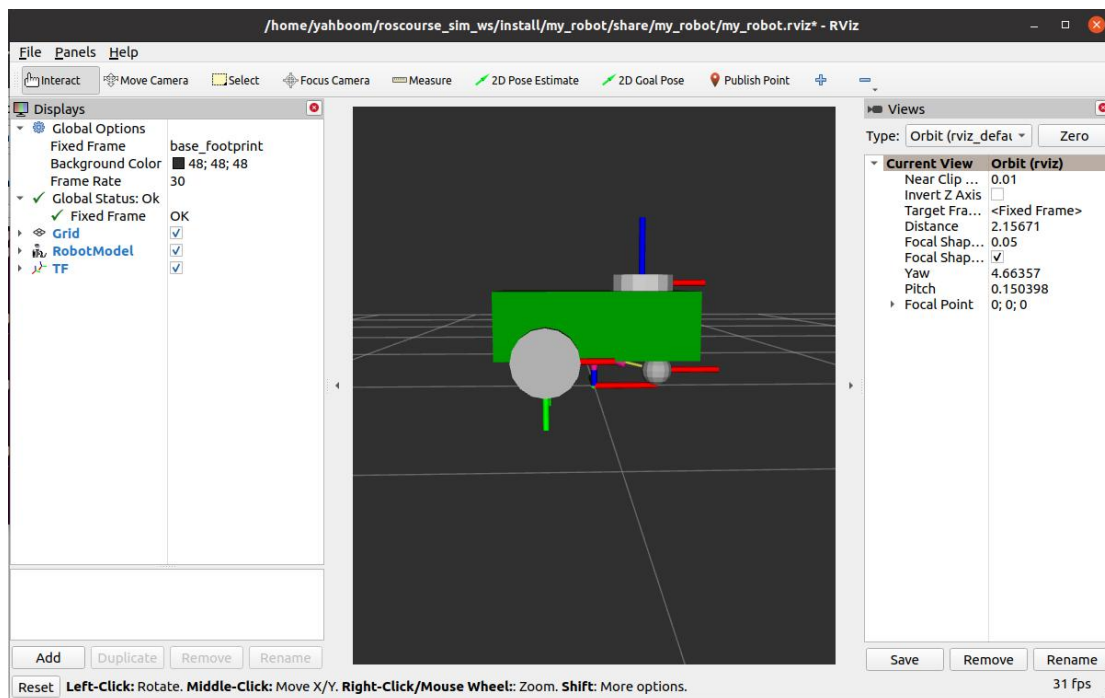 /home/yahboom/roscourse_sim_ws/install/my_robot/share/my_robot/my_robot.rviz* - RViz
File Panels Help
Interact Move Camera Select Focus Camera Measure 2D Pose Estimate 2D Goal Pose Publish Point
Displays
Global Options
Fixed Frame base_footprint
Background Color 48; 48; 48
Frame Rate 30
Global Status: Ok
Fixed Frame OK
Grid
RobotModel
TF
Add Duplicate Remove Rename
Views
Type: Orbit (rviz_defau Zero
Current View Orbit (rviz)
Near Clip ... 0.01
Invert Z Axis
Target Fra... <Fixed Frame>
Distance 2.15671
Focal Shap... 0.05
Focal Shap...
Yaw 4.66357
Pitch 0.150398
Focal Point 0; 0; 0
Save Remove Rename
Reset Left-Click: Rotate. Middle-Click: Move X/Y. Right-Click/Mouse Wheel:: Zoom. Shift: More options. 31 fps